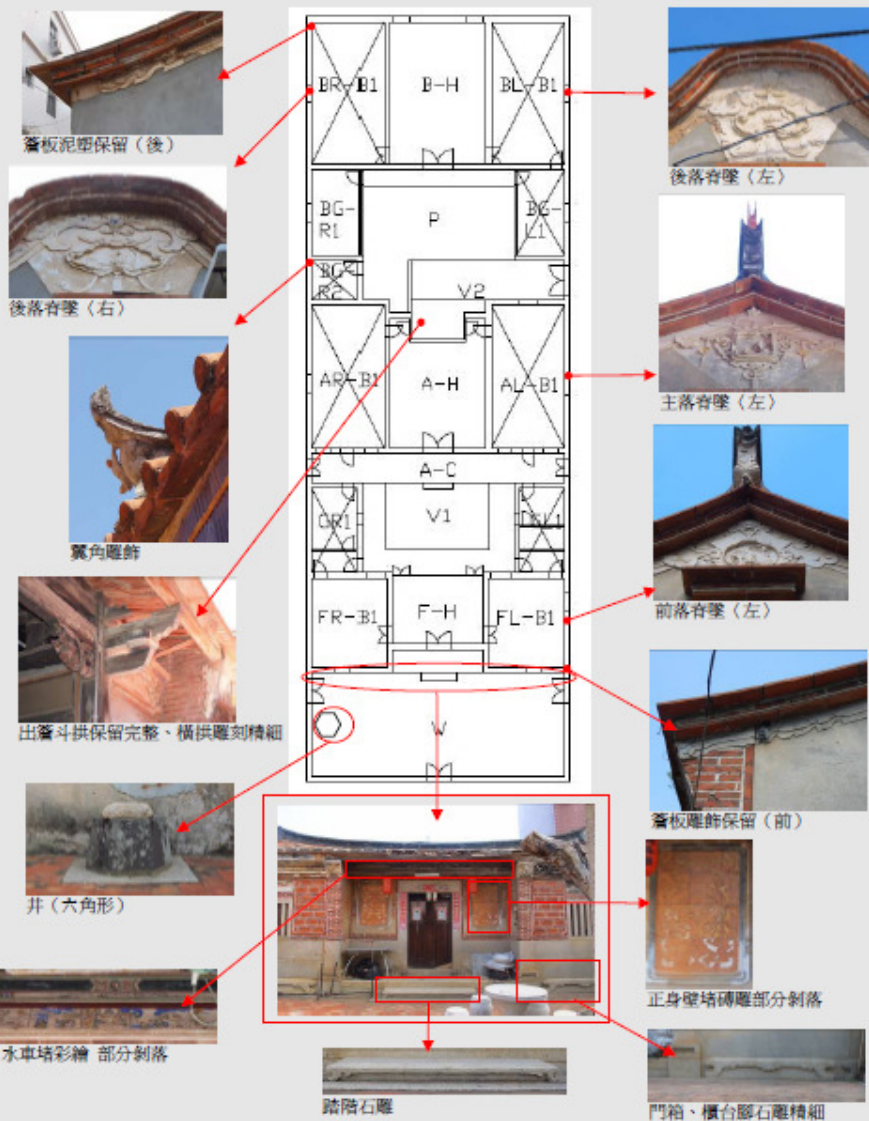 簷板泥塑保留（後）
後落脊墜（右）
翼角雕飾
出簷斗拱保留完整、橫拱雕刻精細
井（六角形）
水車堵彩繪 部分剝落
BR-B1
B-H
BL-B1
BG-R1
P
BG-L1
BG-R2
V2
AR-B1
A-H
AL-B1
A-C
GR1
V1
GL1
FR-B1
F-H
FL-B1
W
踏階石雕
後落脊墜（左）
主落脊墜（左）
前落脊墜（左）
簷板雕飾保留（前）
正身壁堵磚雕部分剝落
門箱、櫃台腳石雕精細